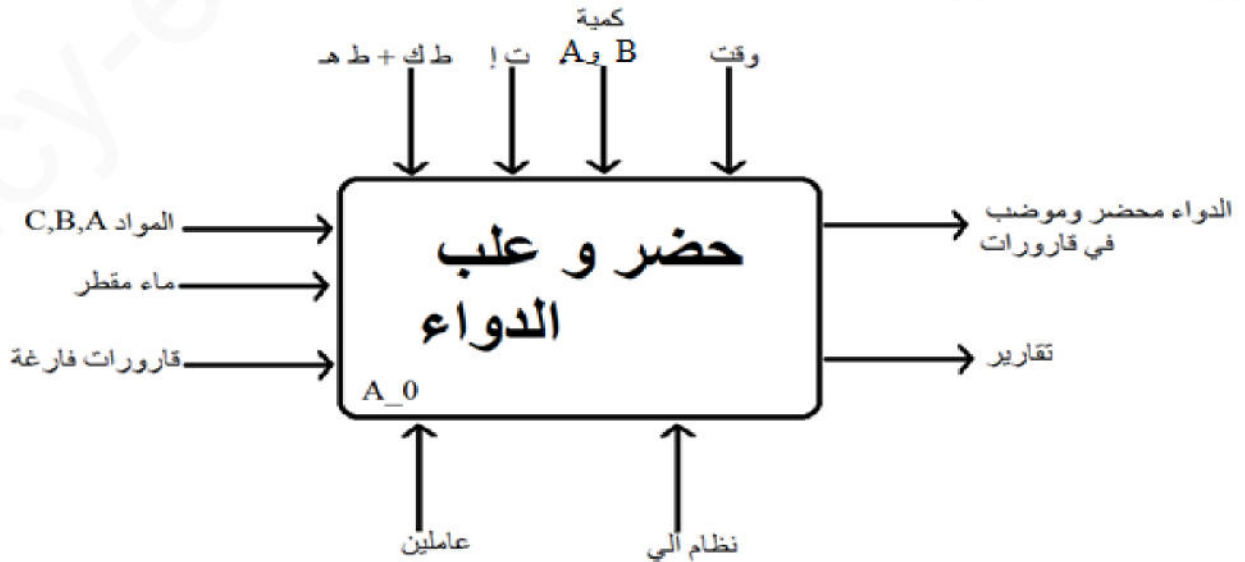 كمية
ط ك + ط هـ
ت إ
A و B
وقت
المواد C,B,A
ماء مقطر
قارورات فارغة
حضر و علب
الدواء
A_0
الدواء محضر وموضب
في قارورات
تقارير
عاملين
نظام الي